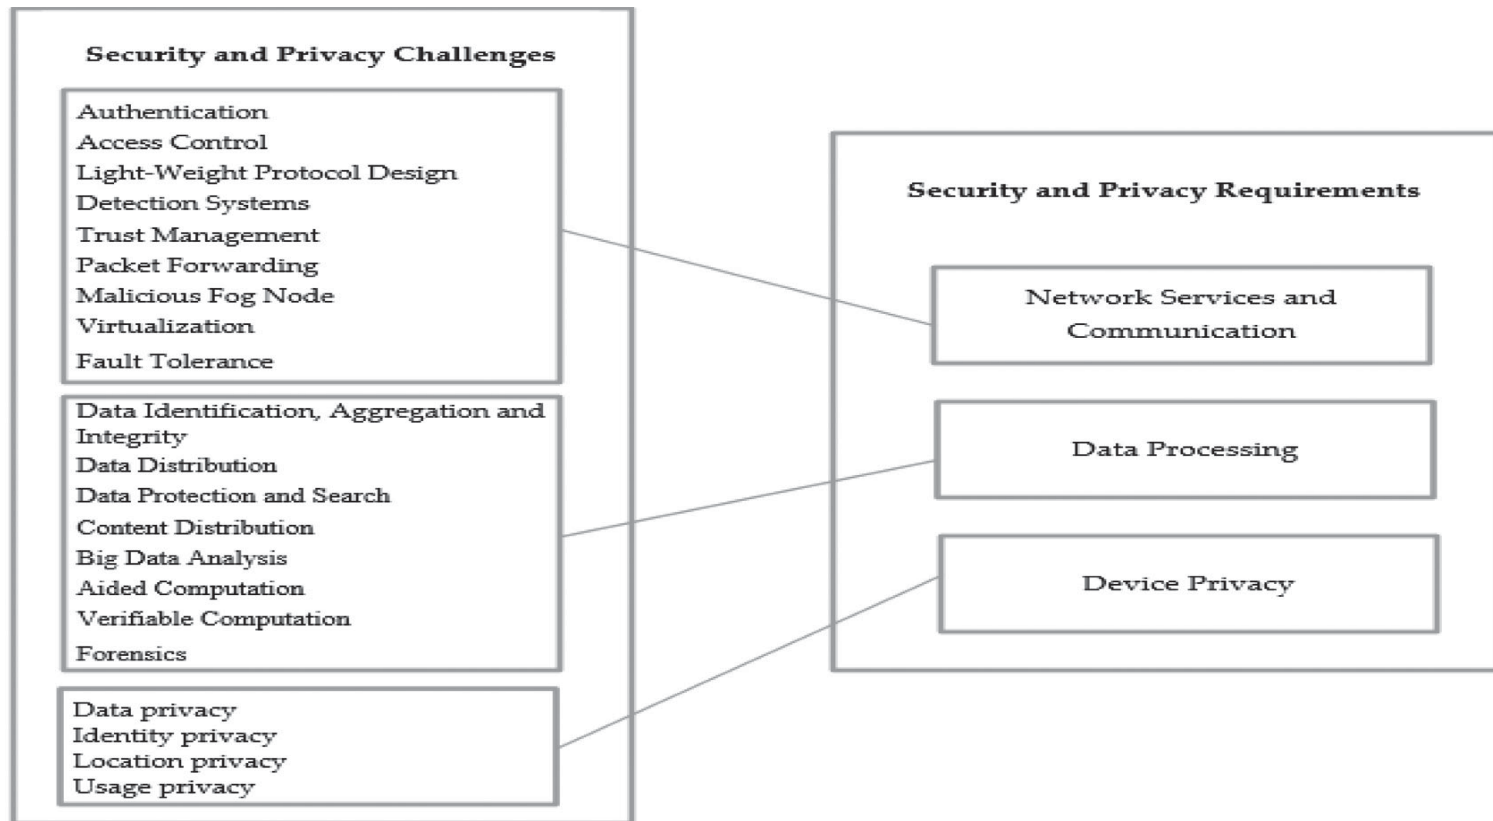 Security and Privacy Challenges
Authentication
Access Control
Light-Weight Protocol Design
Detection Systems
Trust Management
Packet Forwarding
Malicious Fog Node
Virtualization
Fault Tolerance
Data Identification, Aggregation and
Integrity
Data Distribution
Data Protection and Search
Content Distribution
Big Data Analysis
Aided Computation
Verifiable Computation
Forensics
Data privacy
Identity privacy
Location privacy
Usage privacy
Security and Privacy Requirements
Network Services and
Communication
Data Processing
Device Privacy